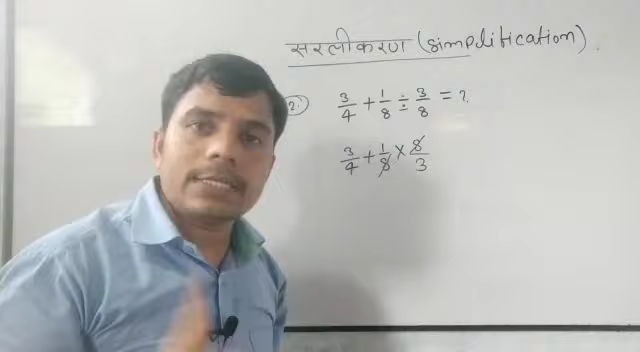 सरलीकरण (simplification).
2. 3/4 + 1/8 ÷ 3/8 = ?
3/4 + 1/8 × 8/3